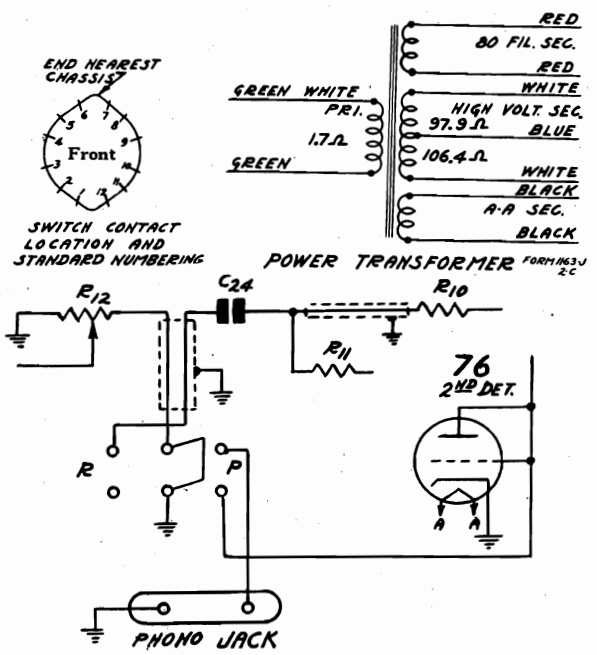 END NEAREST
CHASSIS
1 2 3 4 5 6 7 8 9 10 11 12
Front
SWITCH CONTACT
LOCATION AND
STANDARD NUMBERING
RED
80 FIL. SEC.
RED
GREEN WHITE
PRI.
1.7Ω
GREEN
WHITE
HIGH VOLT. SEC.
97.9Ω
BLUE
106.4Ω
WHITE
BLACK
A-A SEC.
BLACK
POWER TRANSFORMER
FORM 1163-J
2-C
R12
C24
R10
R11
76
2ND DET.
A A
R
P
PHONO JACK